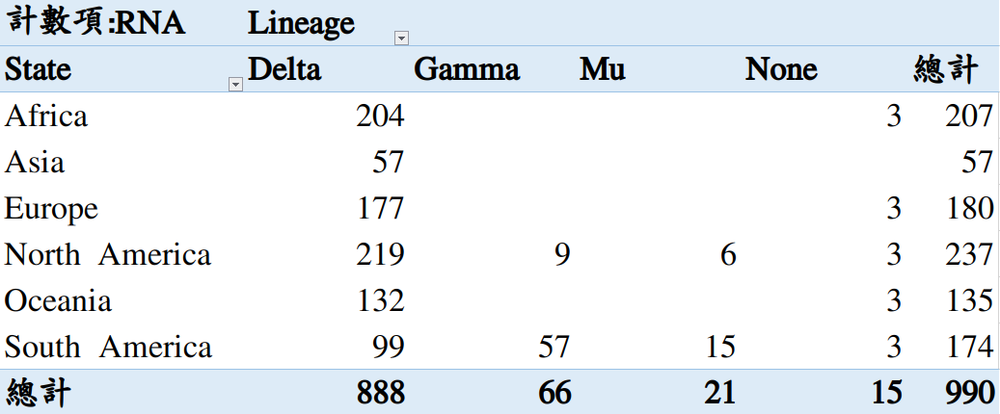 計數項:RNA Lineage
State Delta Gamma Mu None 總計
Africa 204 3 207
Asia 57 57
Europe 177 3 180
North America 219 9 6 3 237
Oceania 132 3 135
South America 99 57 15 3 174
總計 888 66 21 15 990